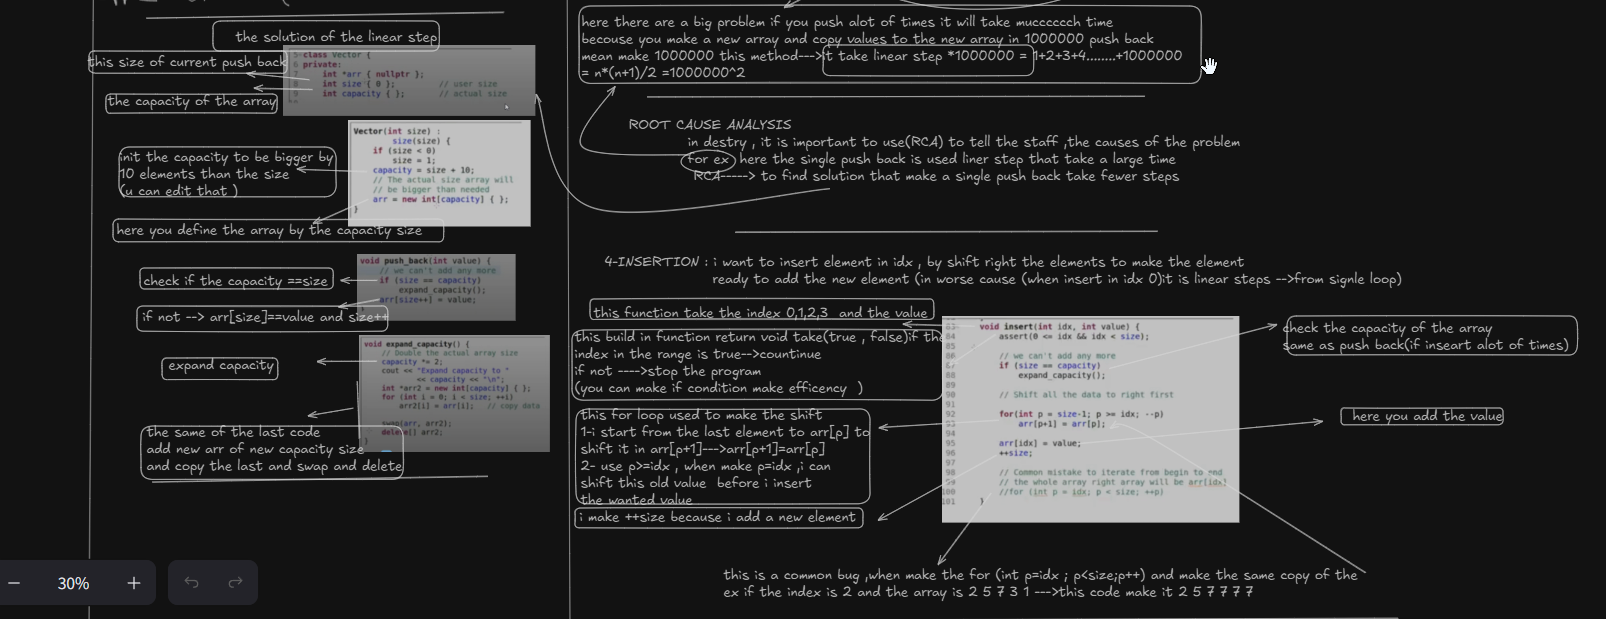 the solution of the linear step
this size of current push back
class Vector {
private:
int *arr { nullptr };
int size { 0 }; // user size
int capacity { }; // actual size
the capacity of the array
Vector(int size) :
size(size) {
if (size < 0)
size = 1;
capacity = size + 10;
// The actual size array will
// be bigger than needed
arr = new int[capacity] { };
}
init the capacity to be bigger by
10 elements than the size
(u can edit that )
here you define the array by the capacity size
void push_back(int value) {
// we can't add any more
if (size == capacity)
expand_capacity();
arr[size++] = value;
check if the capacity ==size
if not --> arr[size]==value and size++
void expand_capacity() {
// Double the actual array size
capacity *= 2;
cout << "Expand capacity to "
<< capacity << "\n";
int *arr2 = new int[capacity] { };
for (int i = 0; i < size; ++i)
arr2[i] = arr[i]; // copy data
swap(arr, arr2);
delete[] arr2;
}
expand capacity
the same of the last code
add new arr of new capacity size
and copy the last and swap and delete
here there are a big problem if you push alot of times it will take muccccch time
becouse you make a new array and copy values to the new array in 1000000 push back
mean make 1000000 this method--->it take linear step *1000000 = 1+2+3+4........+1000000
= n*(n+1)/2 =1000000^2
ROOT CAUSE ANALYSIS
in destry , it is important to use(RCA) to tell the staff ,the causes of the problem
for ex here the single push back is used liner step that take a large time
RCA-----> to find solution that make a single push back take fewer steps
4-INSERTION : i want to insert element in idx , by shift right the elements to make the element
ready to add the new element (in worse cause (when insert in idx 0)it is linear steps -->from signle loop)
this function take the index 0,1,2,3 and the value
this build in function return void take(true , false)if the
index in the range is true-->countinue
if not ---->stop the program
(you can make if condition make efficency )
this for loop used to make the shift
1-i start from the last element to arr[p] to
shift it in arr[p+1]--->arr[p+1]=arr[p]
2- use p>=idx , when make p=idx ,i can
shift this old value before i insert
the wanted value
i make ++size because i add a new element
83 void insert(int idx, int value) {
84 assert(0 <= idx && idx < size);
85
86 // we can't add any more
87 if (size == capacity)
88 expand_capacity();
89
90 // Shift all the data to right first
91
92 for(int p = size-1; p >= idx; --p)
93 arr[p+1] = arr[p];
94
95 arr[idx] = value;
96 ++size;
97
98 // Common mistake to iterate from begin to end
99 // the whole array right array will be arr[idx]
100 //for (int p = idx; p < size; ++p)
101 }
check the capacity of the array
same as push back(if inseart alot of times)
here you add the value
this is a common bug ,when make the for (int p=idx ; p<size;p++) and make the same copy of the
ex if the index is 2 and the array is 2 5 7 3 1 --->this code make it 2 5 7 7 7 7
30%